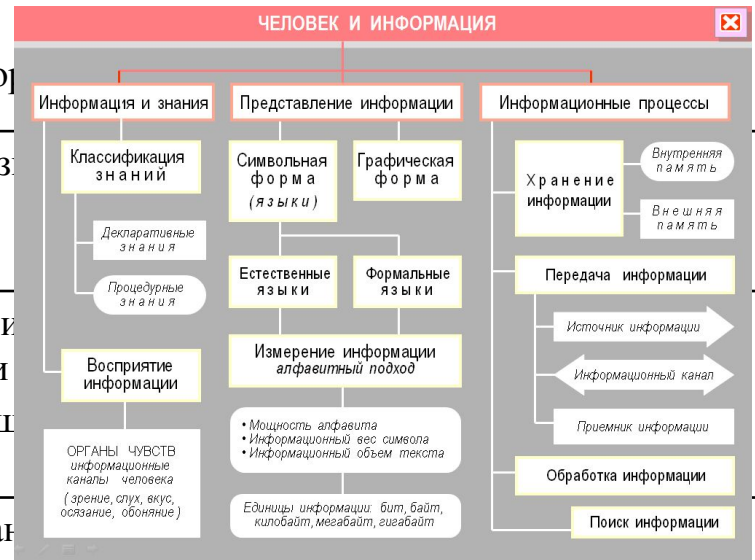 ЧЕЛОВЕК И ИНФОРМАЦИЯ
Информация и знания
Классификация
знаний
Декларативные
знания
Процедурные
знания
Восприятие
информации
ОРГАНЫ ЧУВСТВ
информационные
каналы человека
(зрение, слух, вкус,
осязание, обоняние)
Представление информации
Символьная
форма
(языки)
Графическая
форма
Естественные
языки
Формальные
языки
Измерение информации
алфавитный подход
• Мощность алфавита
• Информационный вес символа
• Информационный объем текста
Единицы информации: бит, байт,
килобайт, мегабайт, гигабайт
Информационные процессы
Хранение
информации
Внутренняя
память
Внешняя
память
Передача информации
Источник информации
Информационный канал
Приемник информации
Обработка информации
Поиск информации